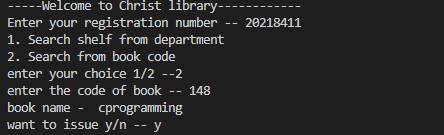 -----Welcome to Christ library------------
Enter your registration number -- 20218411
1. Search shelf from department
2. Search from book code
enter your choice 1/2 --2
enter the code of book -- 148
book name -  cprogramming
want to issue y/n -- y